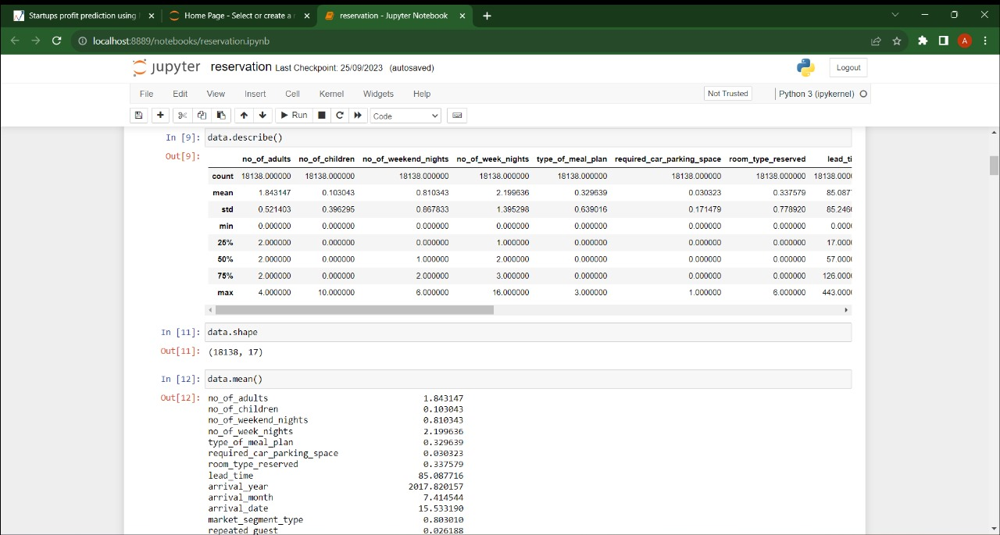 Startups profit prediction using
Home Page - Select or create a
reservation - Jupyter Notebook
localhost:8889/notebooks/reservation.ipynb
A
jupyter reservation Last Checkpoint: 25/09/2023 (autosaved)
Logout
File Edit View Insert Cell Kernel Widgets Help
Not Trusted
Python 3 (ipykernel)
Run
Code
In [9]: data.describe()
Out[9]:
no_of_adults no_of_children no_of_weekend_nights no_of_week_nights type_of_meal_plan required_car_parking_space room_type_reserved lead_ti
count 18138.000000 18138.000000 18138.000000 18138.000000 18138.000000 18138.000000 18138.000000 18138.000
mean 1.843147 0.103043 0.810343 2.199636 0.329639 0.030323 0.337579 85.087
std 0.521403 0.396295 0.867833 1.395298 0.639016 0.171479 0.778920 85.246
min 0.000000 0.000000 0.000000 0.000000 0.000000 0.000000 0.000000 0.000
25% 2.000000 0.000000 0.000000 1.000000 0.000000 0.000000 0.000000 17.000
50% 2.000000 0.000000 1.000000 2.000000 0.000000 0.000000 0.000000 57.000
75% 2.000000 0.000000 2.000000 3.000000 0.000000 0.000000 0.000000 126.000
max 4.000000 10.000000 6.000000 16.000000 3.000000 1.000000 6.000000 443.000
In [11]: data.shape
Out[11]: (18138, 17)
In [12]: data.mean()
Out[12]: no_of_adults 1.843147
no_of_children 0.103043
no_of_weekend_nights 0.810343
no_of_week_nights 2.199636
type_of_meal_plan 0.329639
required_car_parking_space 0.030323
room_type_reserved 0.337579
lead_time 85.087716
arrival_year 2017.820157
arrival_month 7.414544
arrival_date 15.533190
market_segment_type 0.803010
repeated_guest 0.026188